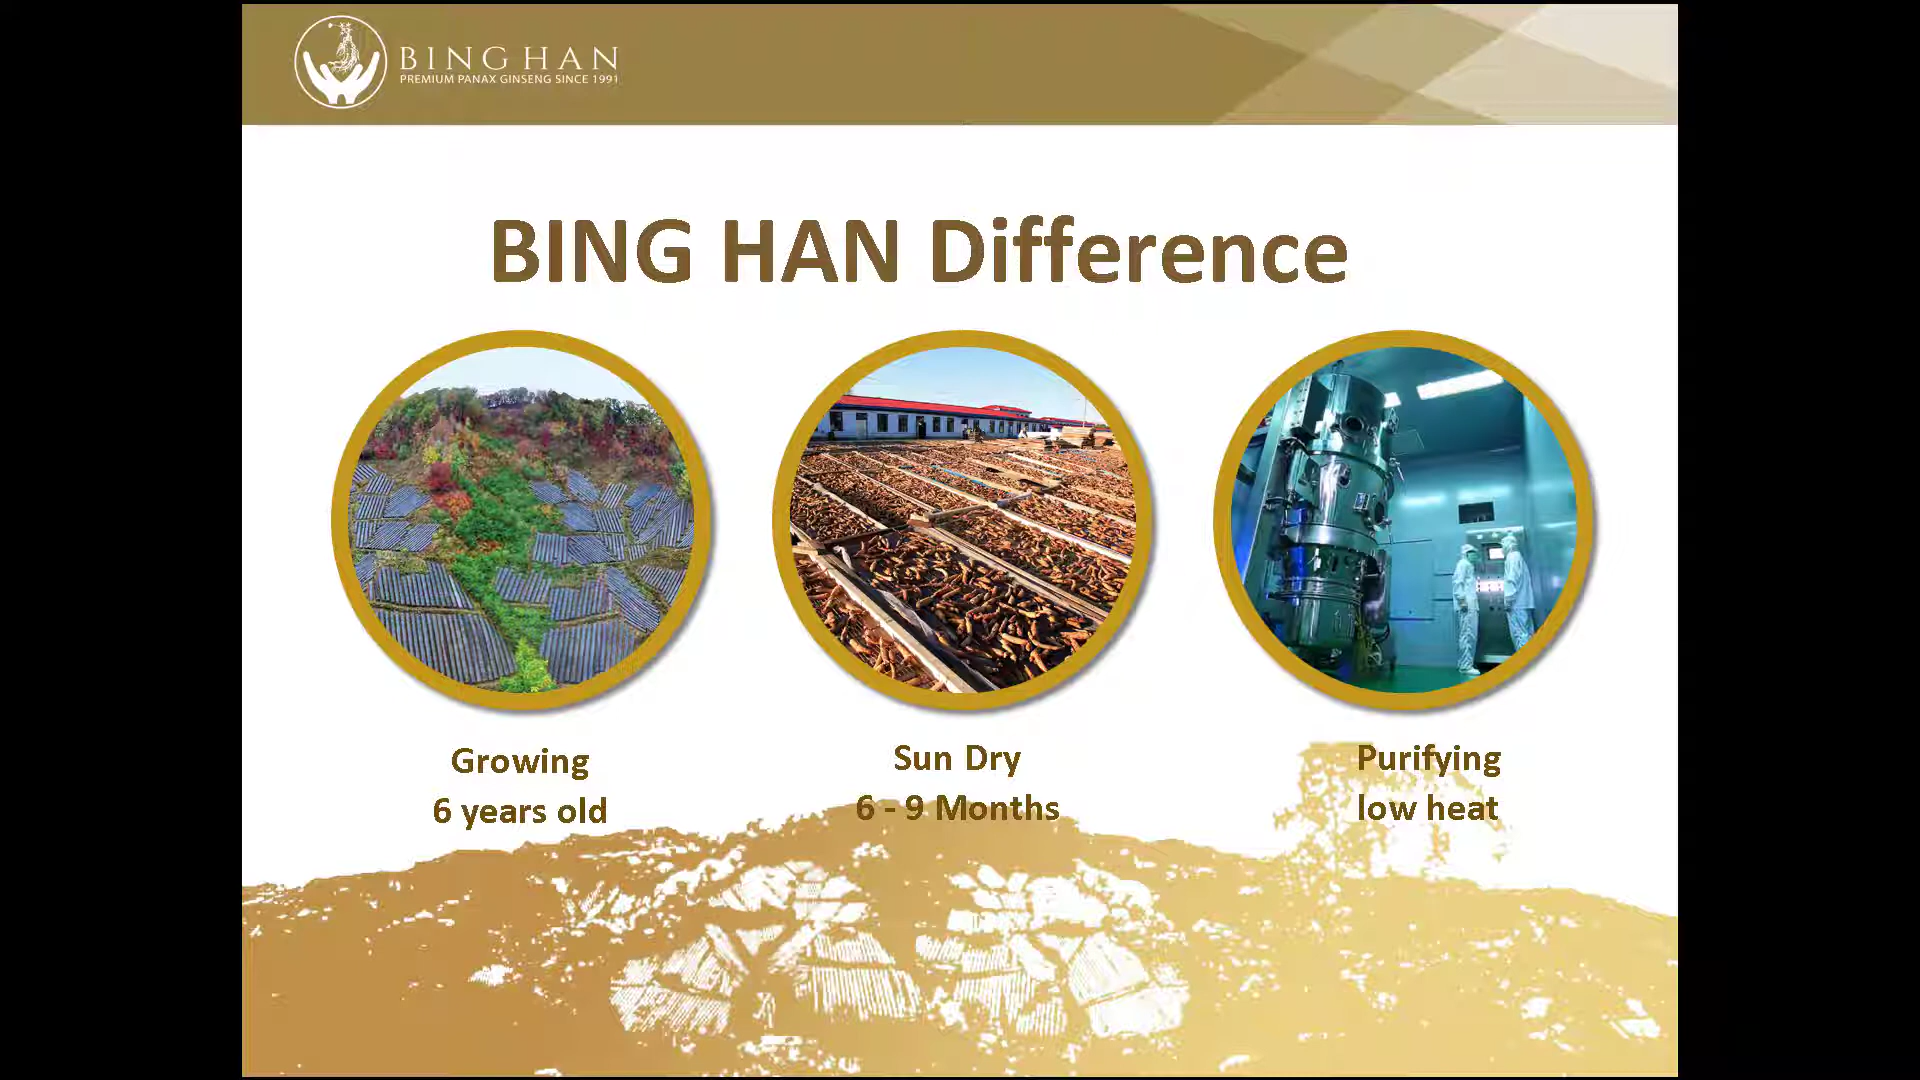 BING HAN
PREMIUM PANAX GINSENG SINCE 1991
BING HAN Difference
Growing
6 years old
Sun Dry
6 - 9 Months
Purifying
low heat